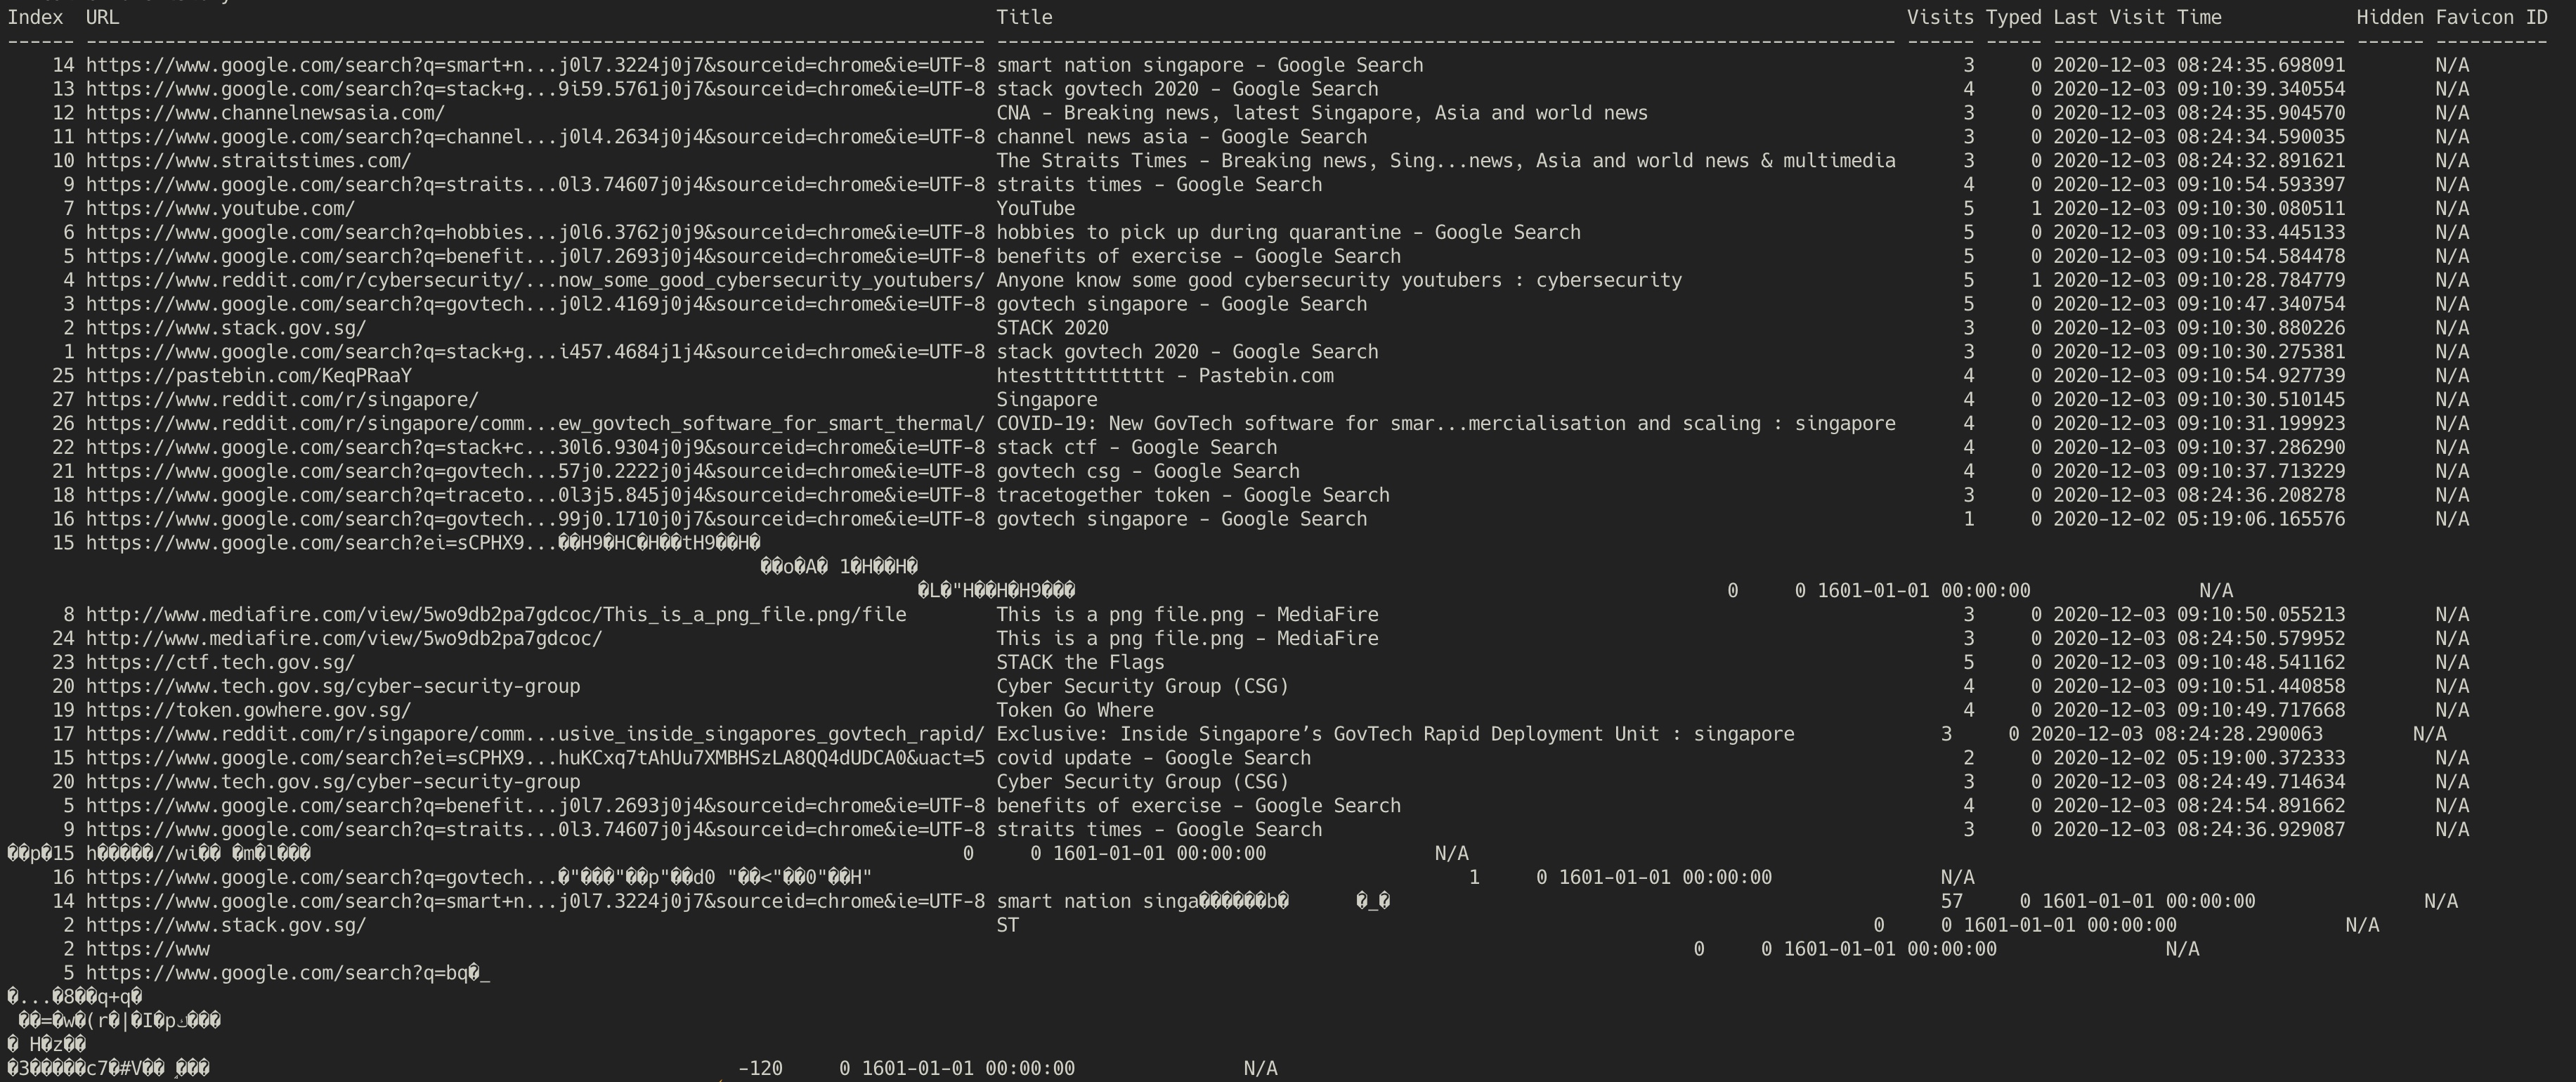 Index URL Title Visits Typed Last Visit Time Hidden Favicon ID
------ -------------------------------------------------------------------------------- -------------------------------------------------------------------------------- ------ ----- -------------------------- ------ ----------
14 https://www.google.com/search?q=smart+n...j0l7.3224j0j7&sourceid=chrome&ie=UTF-8 smart nation singapore - Google Search 3 0 2020-12-03 08:24:35.698091 N/A
13 https://www.google.com/search?q=stack+g...9i59.5761j0j7&sourceid=chrome&ie=UTF-8 stack govtech 2020 - Google Search 4 0 2020-12-03 09:10:39.340554 N/A
12 https://www.channelnewsasia.com/ CNA - Breaking news, latest Singapore, Asia and world news 3 0 2020-12-03 08:24:35.904570 N/A
11 https://www.google.com/search?q=channel...j0l4.2634j0j4&sourceid=chrome&ie=UTF-8 channel news asia - Google Search 3 0 2020-12-03 08:24:34.590035 N/A
10 https://www.straitstimes.com/ The Straits Times - Breaking news, Sing...news, Asia and world news & multimedia 3 0 2020-12-03 08:24:32.891621 N/A
9 https://www.google.com/search?q=straits...0l3.74607j0j4&sourceid=chrome&ie=UTF-8 straits times - Google Search 4 0 2020-12-03 09:10:54.593397 N/A
7 https://www.youtube.com/ YouTube 5 1 2020-12-03 09:10:30.080511 N/A
6 https://www.google.com/search?q=hobbies...j0l6.3762j0j9&sourceid=chrome&ie=UTF-8 hobbies to pick up during quarantine - Google Search 5 0 2020-12-03 09:10:33.445133 N/A
5 https://www.google.com/search?q=benefit...j0l7.2693j0j4&sourceid=chrome&ie=UTF-8 benefits of exercise - Google Search 5 0 2020-12-03 09:10:54.584478 N/A
4 https://www.reddit.com/r/cybersecurity/...now_some_good_cybersecurity_youtubers/ Anyone know some good cybersecurity youtubers : cybersecurity 5 1 2020-12-03 09:10:28.784779 N/A
3 https://www.google.com/search?q=govtech...j0l2.4169j0j4&sourceid=chrome&ie=UTF-8 govtech singapore - Google Search 5 0 2020-12-03 09:10:47.340754 N/A
2 https://www.stack.gov.sg/ STACK 2020 3 0 2020-12-03 09:10:30.880226 N/A
1 https://www.google.com/search?q=stack+g...i457.4684j1j4&sourceid=chrome&ie=UTF-8 stack govtech 2020 - Google Search 3 0 2020-12-03 09:10:30.275381 N/A
25 https://pastebin.com/KeqPRaaY htesttttttttttt - Pastebin.com 4 0 2020-12-03 09:10:54.927739 N/A
27 https://www.reddit.com/r/singapore/ Singapore 4 0 2020-12-03 09:10:30.510145 N/A
26 https://www.reddit.com/r/singapore/comm...ew_govtech_software_for_smart_thermal/ COVID-19: New GovTech software for smar...mercialisation and scaling : singapore 4 0 2020-12-03 09:10:31.199923 N/A
22 https://www.google.com/search?q=stack+c...30l6.9304j0j9&sourceid=chrome&ie=UTF-8 stack ctf - Google Search 4 0 2020-12-03 09:10:37.286290 N/A
21 https://www.google.com/search?q=govtech...57j0.2222j0j4&sourceid=chrome&ie=UTF-8 govtech csg - Google Search 4 0 2020-12-03 09:10:37.713229 N/A
18 https://www.google.com/search?q=traceto...0l3j5.845j0j4&sourceid=chrome&ie=UTF-8 tracetogether token - Google Search 3 0 2020-12-03 08:24:36.208278 N/A
16 https://www.google.com/search?q=govtech...99j0.1710j0j7&sourceid=chrome&ie=UTF-8 govtech singapore - Google Search 1 0 2020-12-02 05:19:06.165576 N/A
15 https://www.google.com/search?ei=sCPHX9...��H9�HC�H��tH9��H�
��o�A� 1�H��H�
�L�"H��H�H9��� 0 0 1601-01-01 00:00:00 N/A
8 http://www.mediafire.com/view/5wo9db2pa7gdcoc/This_is_a_png_file.png/file This is a png file.png - MediaFire 3 0 2020-12-03 09:10:50.055213 N/A
24 http://www.mediafire.com/view/5wo9db2pa7gdcoc/ This is a png file.png - MediaFire 3 0 2020-12-03 08:24:50.579952 N/A
23 https://ctf.tech.gov.sg/ STACK the Flags 5 0 2020-12-03 09:10:48.541162 N/A
20 https://www.tech.gov.sg/cyber-security-group Cyber Security Group (CSG) 4 0 2020-12-03 09:10:51.440858 N/A
19 https://token.gowhere.gov.sg/ Token Go Where 4 0 2020-12-03 09:10:49.717668 N/A
17 https://www.reddit.com/r/singapore/comm...usive_inside_singapores_govtech_rapid/ Exclusive: Inside Singapore’s GovTech Rapid Deployment Unit : singapore 3 0 2020-12-03 08:24:28.290063 N/A
15 https://www.google.com/search?ei=sCPHX9...huKCxq7tAhUu7XMBHSzLA8QQ4dUDCA0&uact=5 covid update - Google Search 2 0 2020-12-02 05:19:00.372333 N/A
20 https://www.tech.gov.sg/cyber-security-group Cyber Security Group (CSG) 3 0 2020-12-03 08:24:49.714634 N/A
5 https://www.google.com/search?q=benefit...j0l7.2693j0j4&sourceid=chrome&ie=UTF-8 benefits of exercise - Google Search 4 0 2020-12-03 08:24:54.891662 N/A
9 https://www.google.com/search?q=straits...0l3.74607j0j4&sourceid=chrome&ie=UTF-8 straits times - Google Search 3 0 2020-12-03 08:24:36.929087 N/A
��p�15 h�����//wi�� �m�l��� 0 0 1601-01-01 00:00:00 N/A
16 https://www.google.com/search?q=govtech...�"���"��p"��d0 "��<"��0"��H" 1 0 1601-01-01 00:00:00 N/A
14 https://www.google.com/search?q=smart+n...j0l7.3224j0j7&sourceid=chrome&ie=UTF-8 smart nation singa������b� �_� 57 0 1601-01-01 00:00:00 N/A
2 https://www.stack.gov.sg/ ST 0 0 1601-01-01 00:00:00 N/A
2 https://www 0 0 1601-01-01 00:00:00 N/A
5 https://www.google.com/search?q=bq�_
�...�8��q+q�
��=�w�(r�|�I�pك���
� H�z��
�3�����c7�#V�� ��� -120 0 1601-01-01 00:00:00 N/A